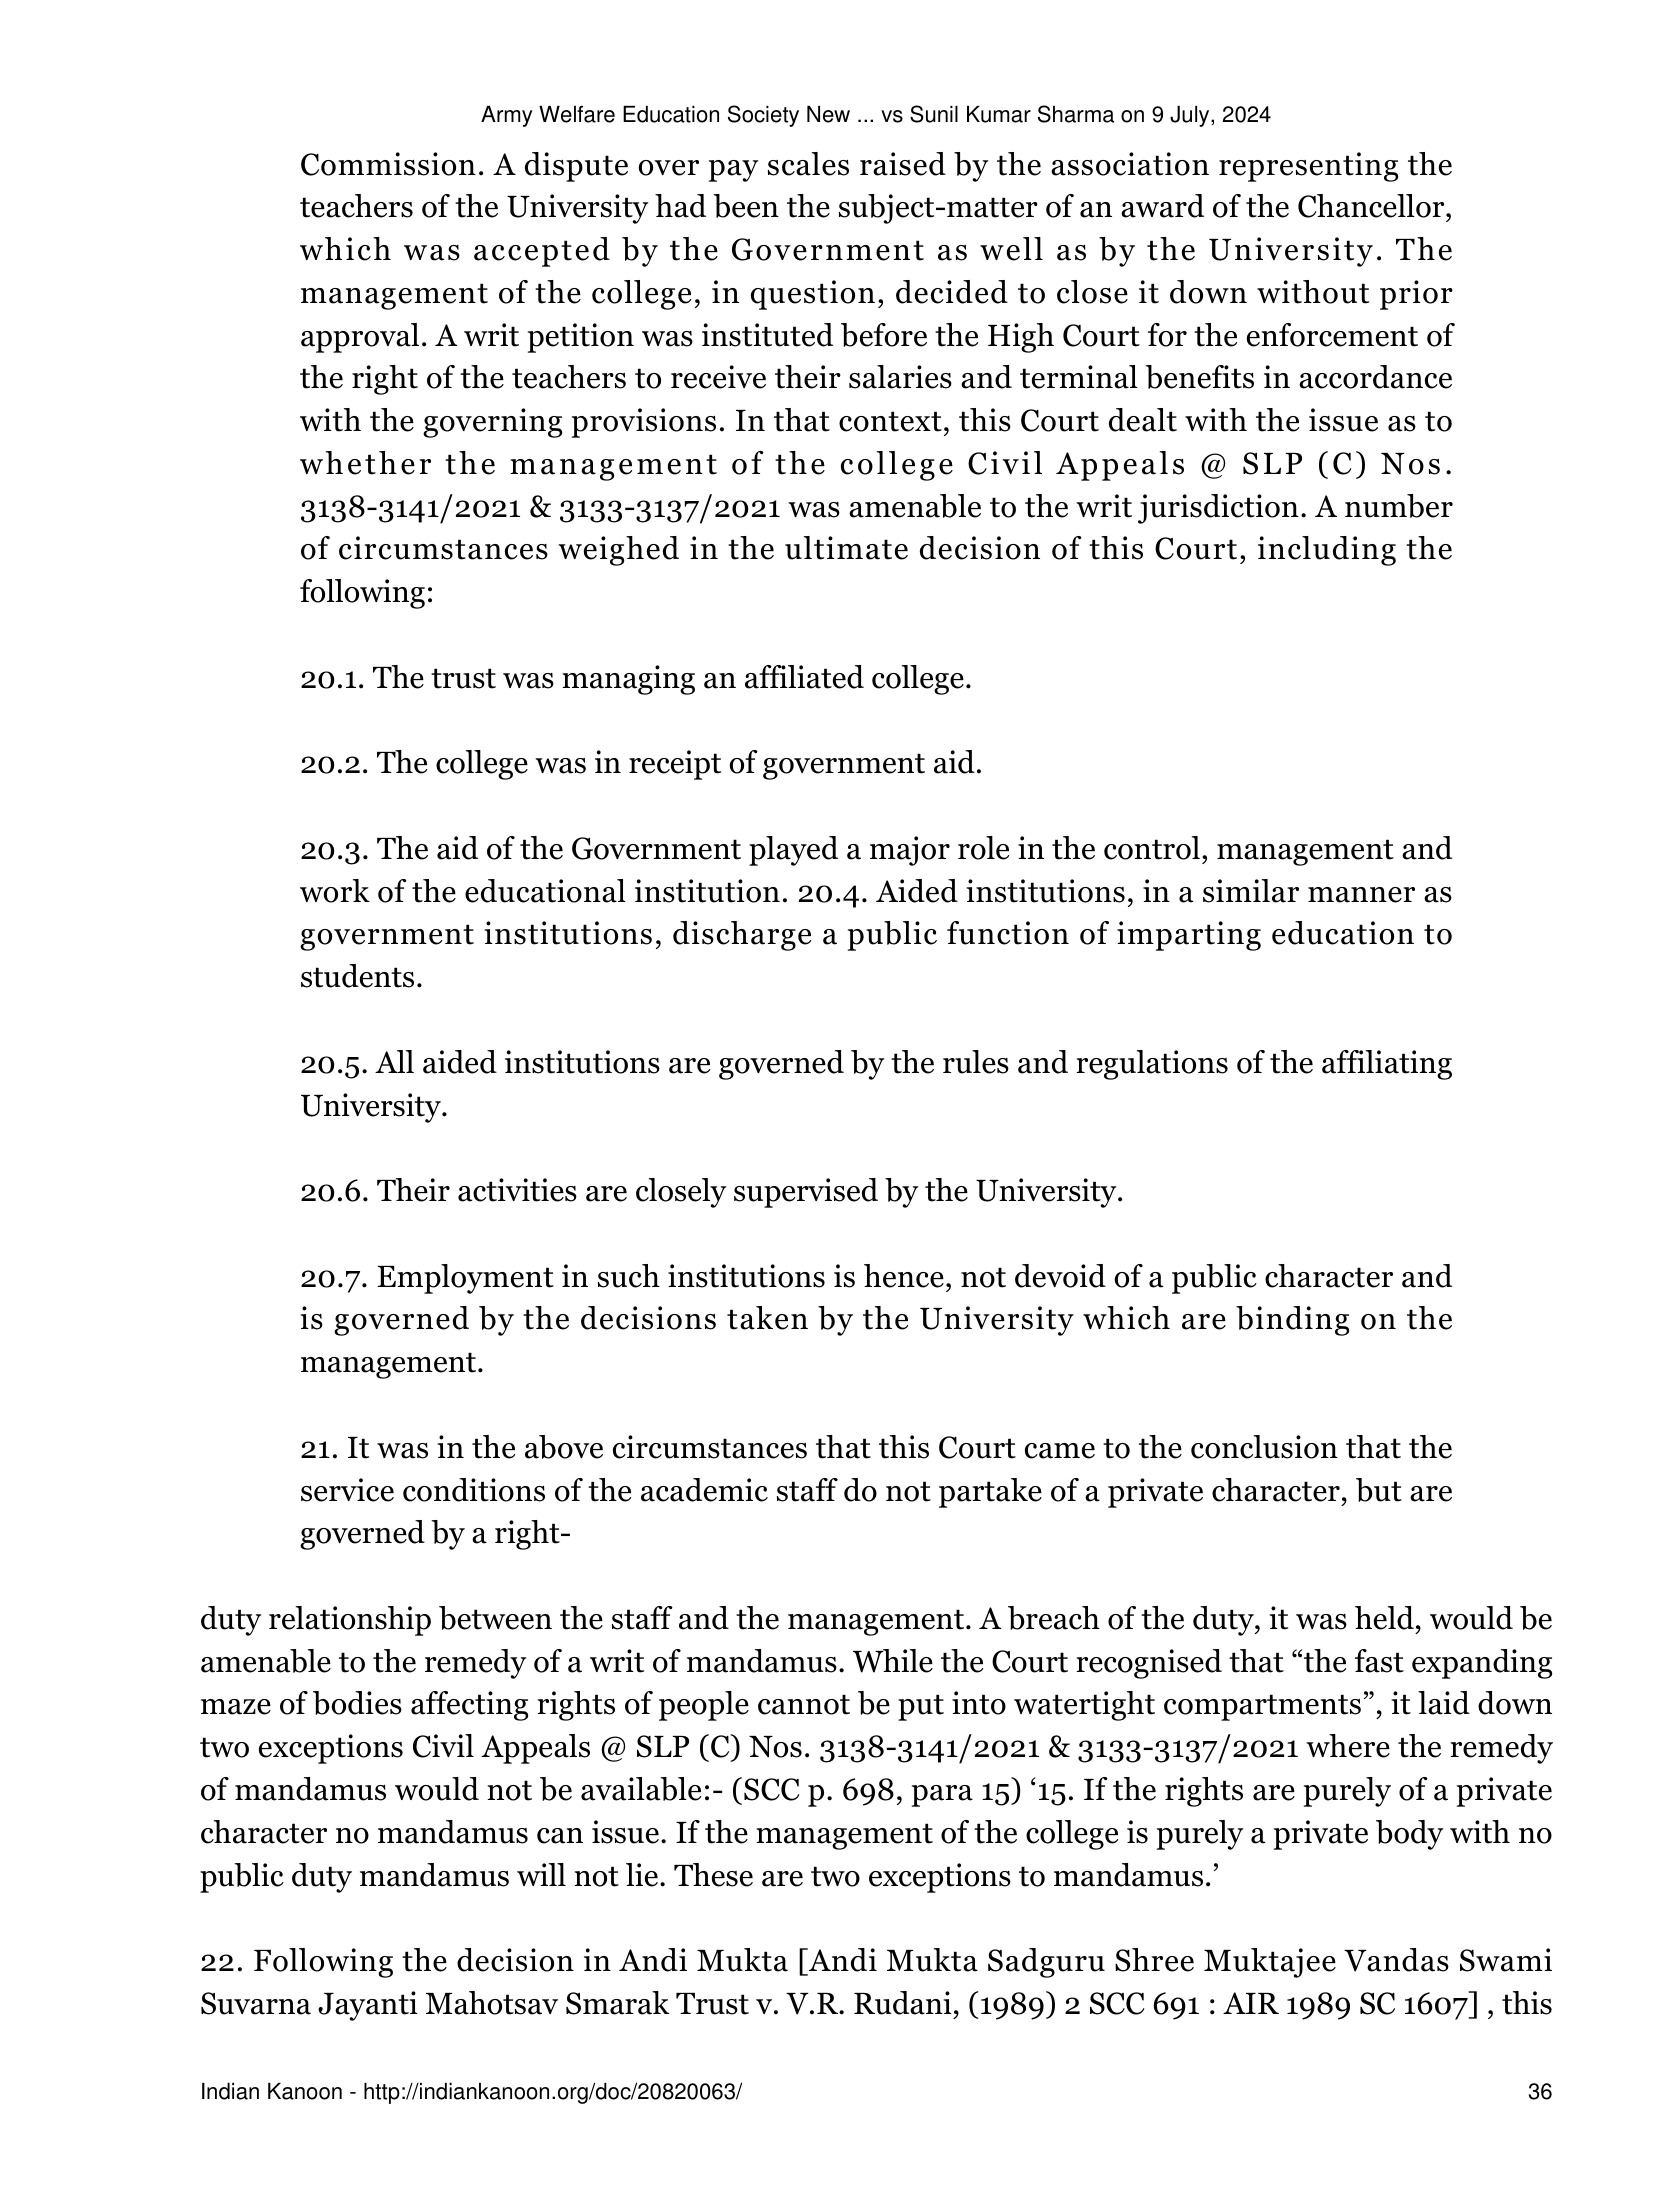 Army Welfare Education Society New ... vs Sunil Kumar Sharma on 9 July, 2024
Commission. A dispute over pay scales raised by the association representing the
teachers of the University had been the subject-matter of an award of the Chancellor,
which was accepted by the Government as well as by the University. The
management of the college, in question, decided to close it down without prior
approval. A writ petition was instituted before the High Court for the enforcement of
the right of the teachers to receive their salaries and terminal benefits in accordance
with the governing provisions. In that context, this Court dealt with the issue as to
whether the management of the college Civil Appeals @ SLP (C) Nos.
3138-3141/2021 & 3133-3137/2021 was amenable to the writ jurisdiction. A number
of circumstances weighed in the ultimate decision of this Court, including the
following:
20.1. The trust was managing an affiliated college.
20.2. The college was in receipt of government aid.
20.3. The aid of the Government played a major role in the control, management and
work of the educational institution. 20.4. Aided institutions, in a similar manner as
government institutions, discharge a public function of imparting education to
students.
20.5. All aided institutions are governed by the rules and regulations of the affiliating
University.
20.6. Their activities are closely supervised by the University.
20.7. Employment in such institutions is hence, not devoid of a public character and
is governed by the decisions taken by the University which are binding on the
management.
21. It was in the above circumstances that this Court came to the conclusion that the
service conditions of the academic staff do not partake of a private character, but are
governed by a right-
duty relationship between the staff and the management. A breach of the duty, it was held, would be
amenable to the remedy of a writ of mandamus. While the Court recognised that “the fast expanding
maze of bodies affecting rights of people cannot be put into watertight compartments”, it laid down
two exceptions Civil Appeals @ SLP (C) Nos. 3138-3141/2021 & 3133-3137/2021 where the remedy
of mandamus would not be available:- (SCC p. 698, para 15) ‘15. If the rights are purely of a private
character no mandamus can issue. If the management of the college is purely a private body with no
public duty mandamus will not lie. These are two exceptions to mandamus.’
22. Following the decision in Andi Mukta [Andi Mukta Sadguru Shree Muktajee Vandas Swami
Suvarna Jayanti Mahotsav Smarak Trust v. V.R. Rudani, (1989) 2 SCC 691 : AIR 1989 SC 1607] , this
Indian Kanoon - http://indiankanoon.org/doc/20820063/
36